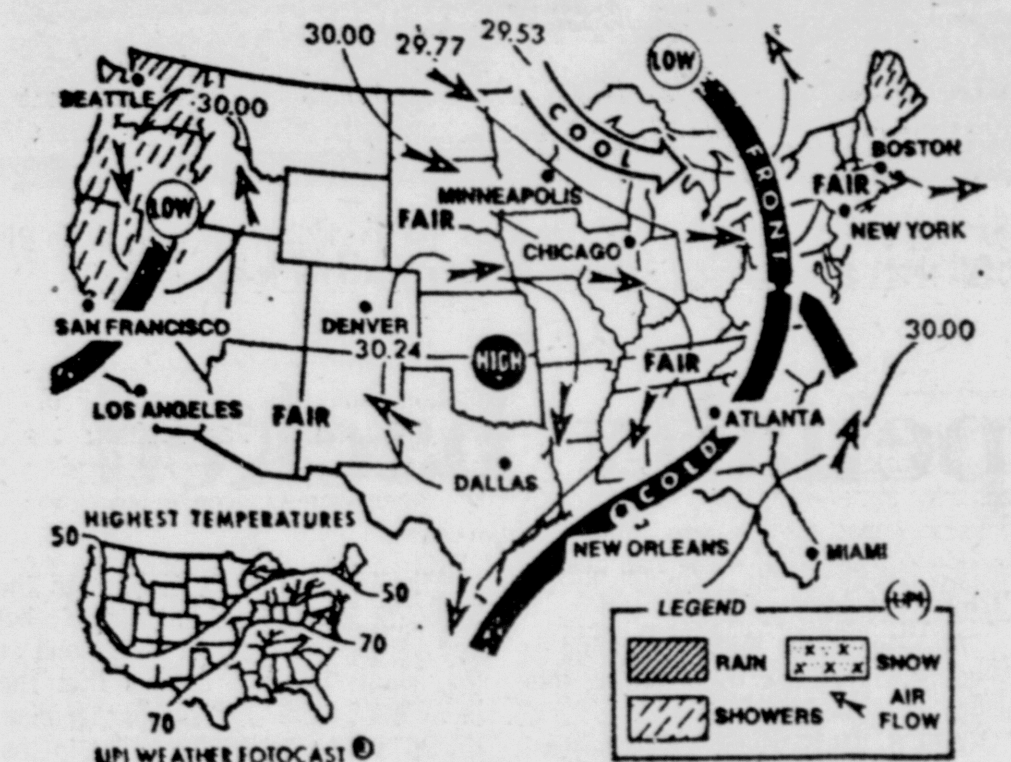 30.00
29.77
29.53
LOW
COOL
SEATTLE
30.00
BOSTON
MINNEAPOLIS
FAIR
FRONT
FAIR
LOW
NEW YORK
CHICAGO
SAN FRANCISCO
DENVER
30.24
HIGH
FAIR
30.00
LOS ANGELES
FAIR
ATLANTA
DALLAS
COLD
HIGHEST TEMPERATURES
50
NEW ORLEANS
MIAMI
50
70
70
LEGEND
UPI
RAIN
SNOW
SHOWERS
AIR
FLOW
UPI WEATHER FOTOCAST ®